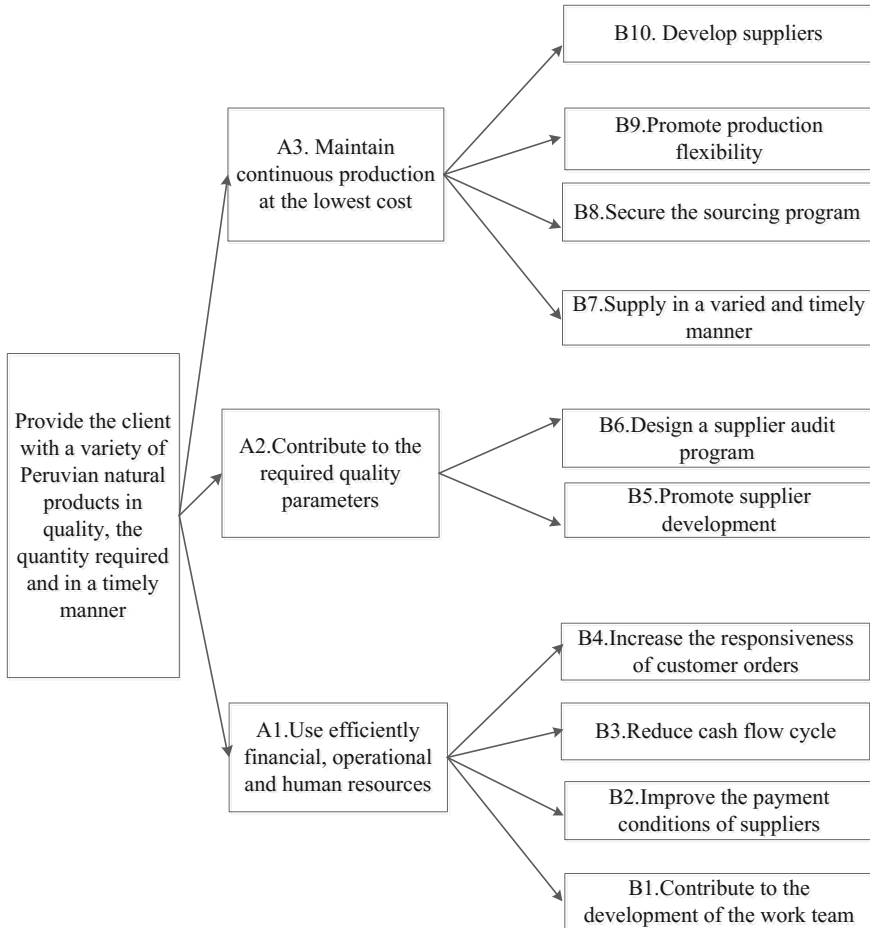 Provide the client
with a variety of
Peruvian natural
products in
quality, the
quantity required
and in a timely
manner
A3. Maintain
continuous production
at the lowest cost
A2.Contribute to the
required quality
parameters
A1.Use efficiently
financial, operational
and human resources
B10. Develop suppliers
B9.Promote production
flexibility
B8.Secure the sourcing program
B7.Supply in a varied and timely
manner
B6.Design a supplier audit
program
B5.Promote supplier
development
B4.Increase the responsiveness
of customer orders
B3.Reduce cash flow cycle
B2.Improve the payment
conditions of suppliers
B1.Contribute to the
development of the work team